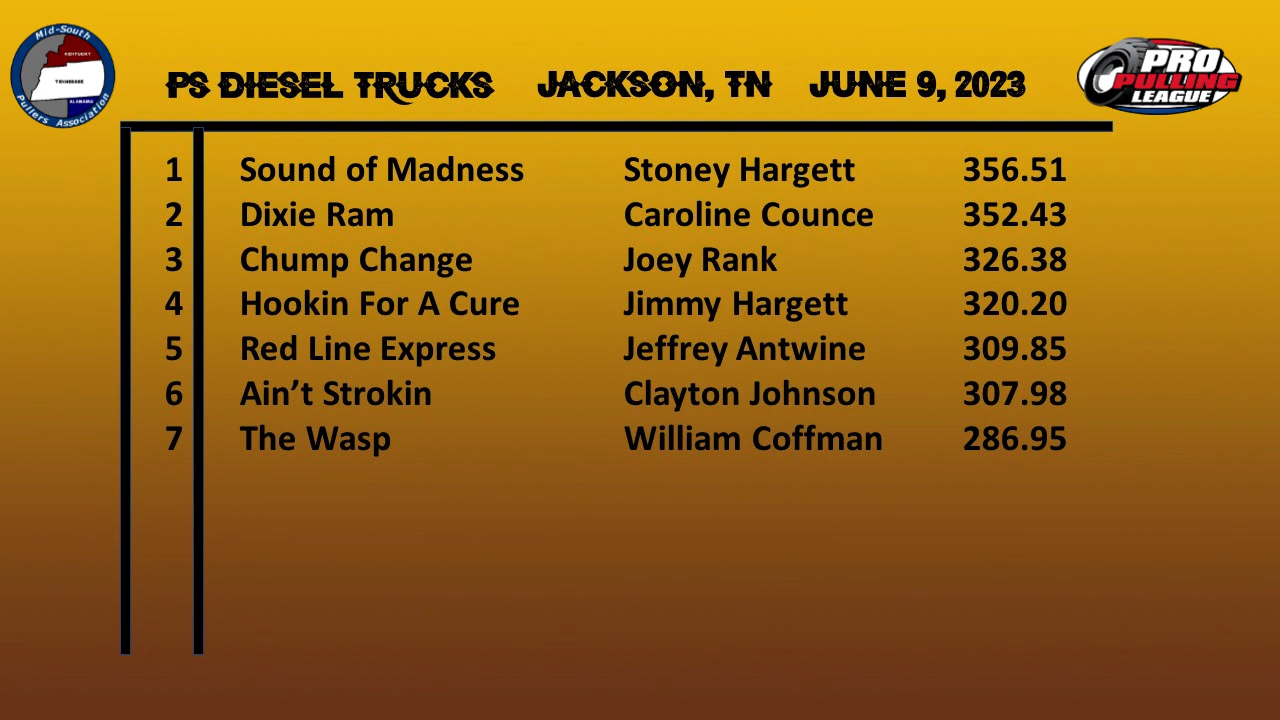 Mid-South
KENTUCKY
TENNESSEE
ALABAMA
Pullers Association
PS DIESEL TRUCKS JACKSON, TN JUNE 9, 2023
PRO
PULLING
LEAGUE
1 Sound of Madness Stoney Hargett 356.51
2 Dixie Ram Caroline Counce 352.43
3 Chump Change Joey Rank 326.38
4 Hookin For A Cure Jimmy Hargett 320.20
5 Red Line Express Jeffrey Antwine 309.85
6 Ain’t Strokin Clayton Johnson 307.98
7 The Wasp William Coffman 286.95